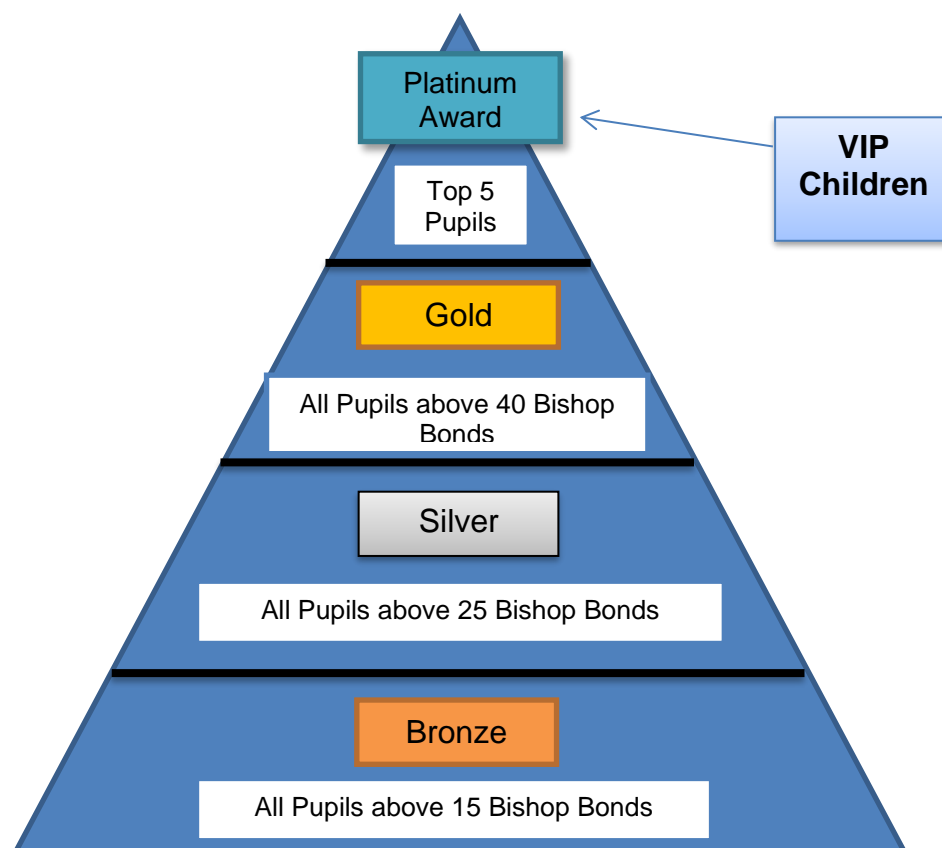 Platinum
Award
VIP
Children
Top 5
Pupils
Gold
All Pupils above 40 Bishop
Bonds
Silver
All Pupils above 25 Bishop Bonds
Bronze
All Pupils above 15 Bishop Bonds